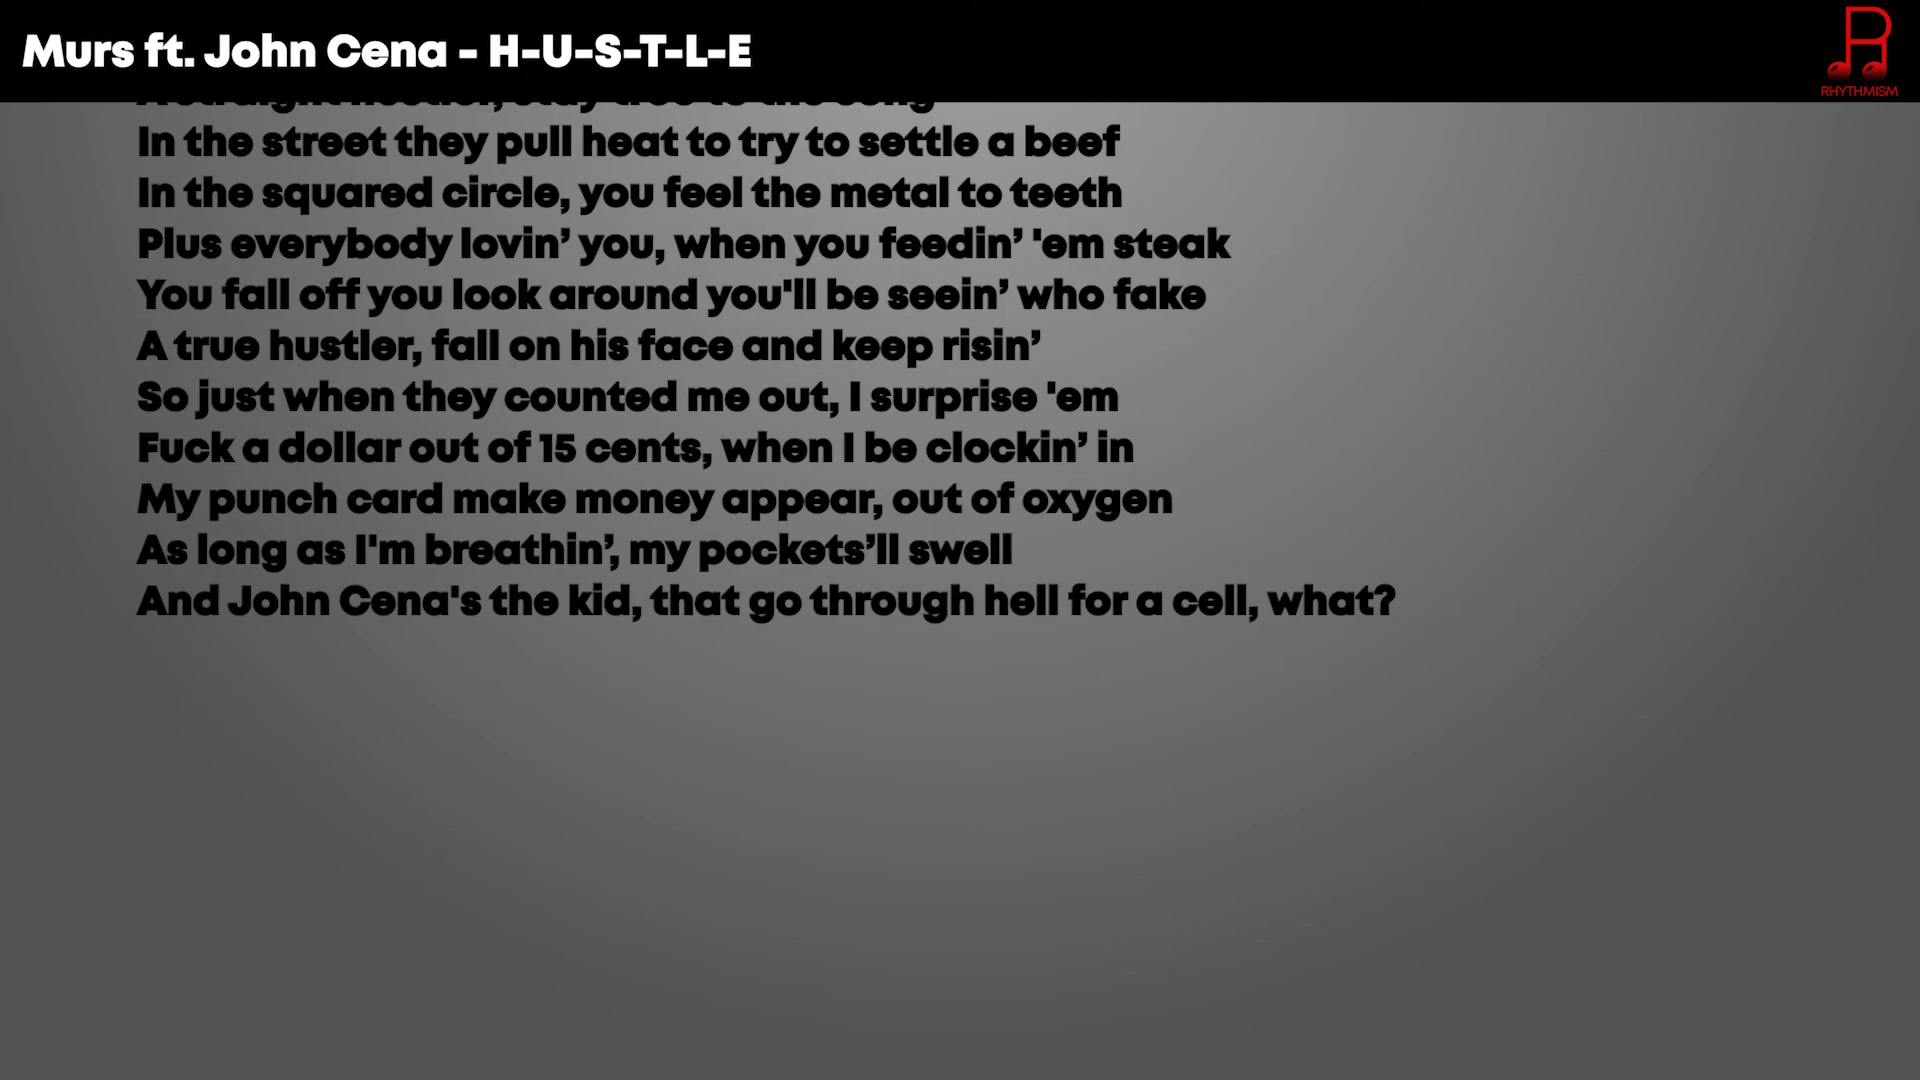 Murs ft. John Cena - H-U-S-T-L-E
RHYTHMISM
In the street they pull heat to try to settle a beef
In the squared circle, you feel the metal to teeth
Plus everybody lovin’ you, when you feedin’ 'em steak
You fall off you look around you'll be seein’ who fake
A true hustler, fall on his face and keep risin’
So just when they counted me out, I surprise 'em
Fuck a dollar out of 15 cents, when I be clockin’ in
My punch card make money appear, out of oxygen
As long as I'm breathin’, my pockets’ll swell
And John Cena's the kid, that go through hell for a cell, what?